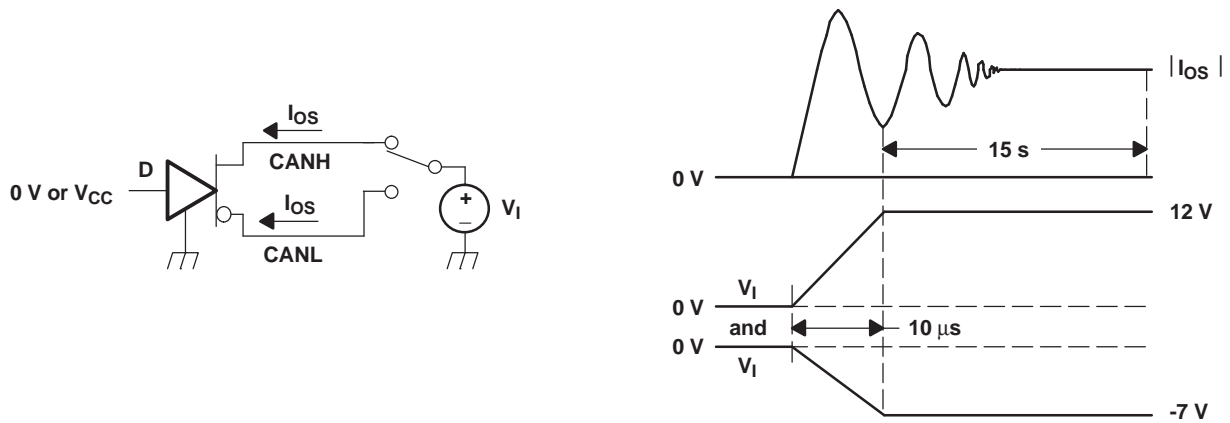 D
0 V or VCC
IOS
CANH
IOS
CANL
+
–
VI
|IOS|
15 s
0 V
12 V
VI
0 V
and
10 μs
0 V
VI
-7 V